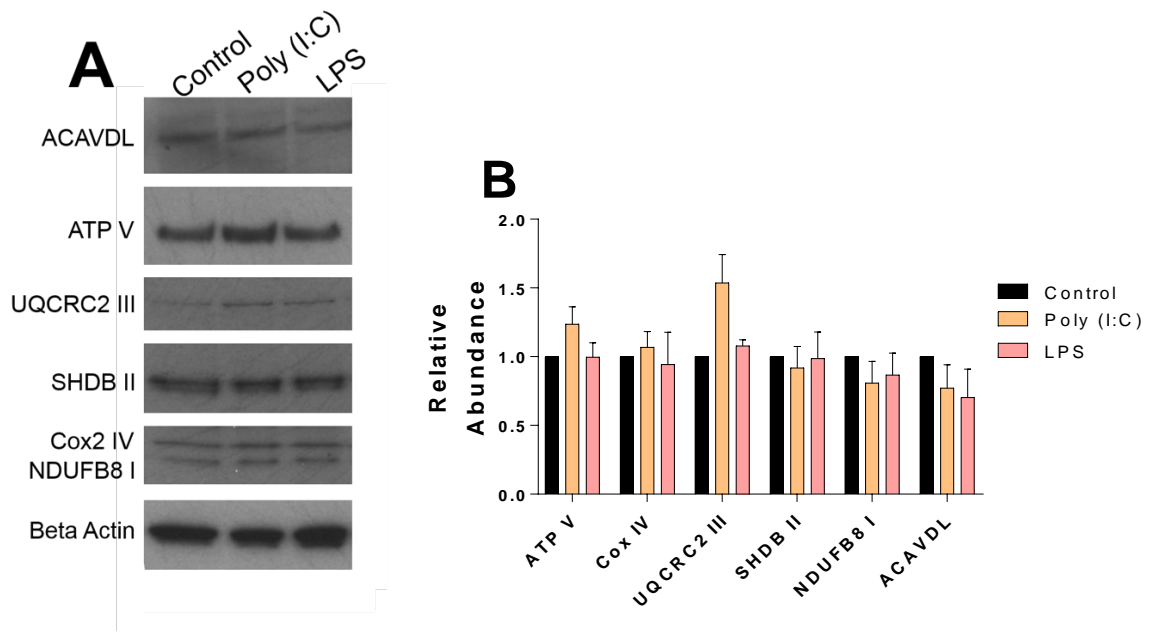 A
Control
Poly (I:C)
LPS
ACAVDL
ATP V
UQCRC2 III
SHDB II
Cox2 IV
NDUFB8 I
Beta Actin
B
Relative
Abundance
2.0
1.5
1.0
0.5
0.0
ATP V
Cox IV
UQCRC2 III
SHDB II
NDUFB8 I
ACAVDL
Control
Poly (I:C)
LPS